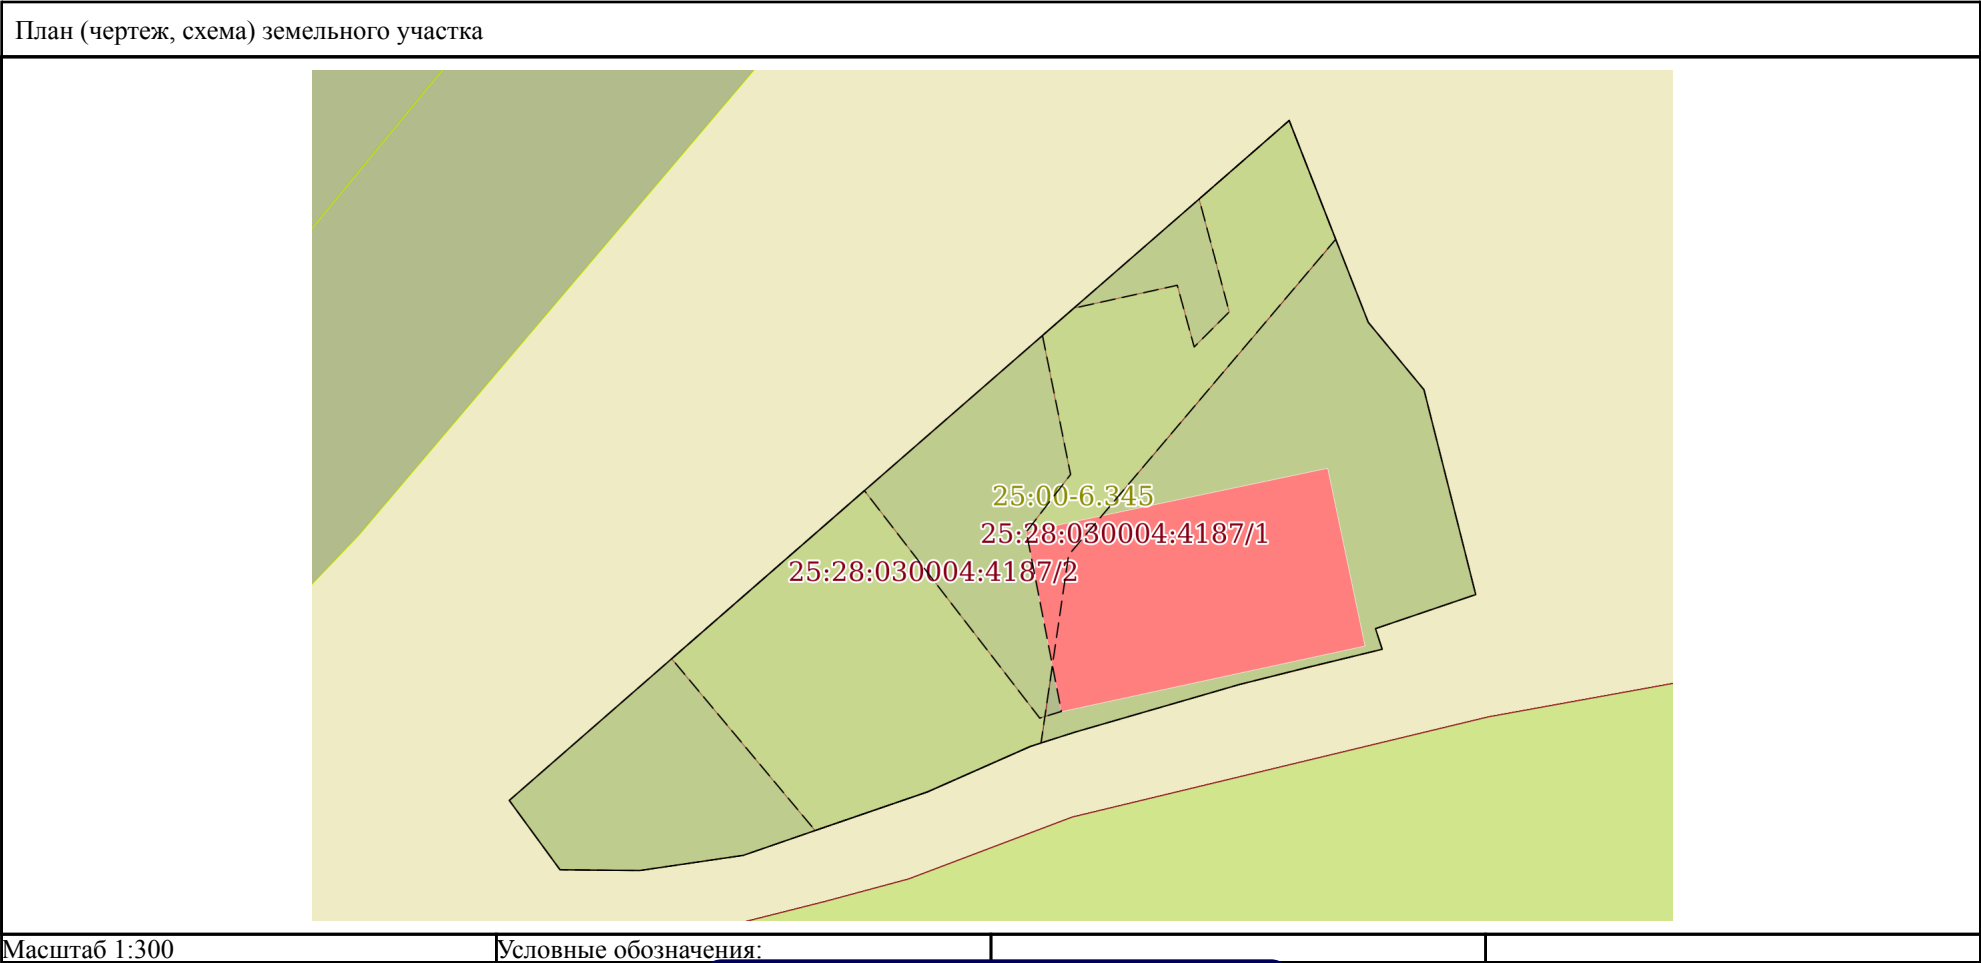 План (чертеж, схема) земельного участка
25:00-6.345
25:28:030004:4187/1
25:28:030004:4187/2
Масштаб 1:300
Условные обозначения: